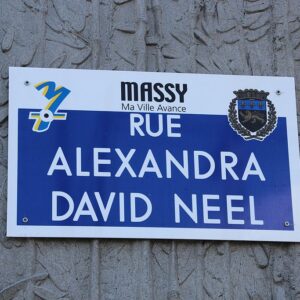 MASSY
Ma Ville Avance
RUE
ALEXANDRA
DAVID NEEL